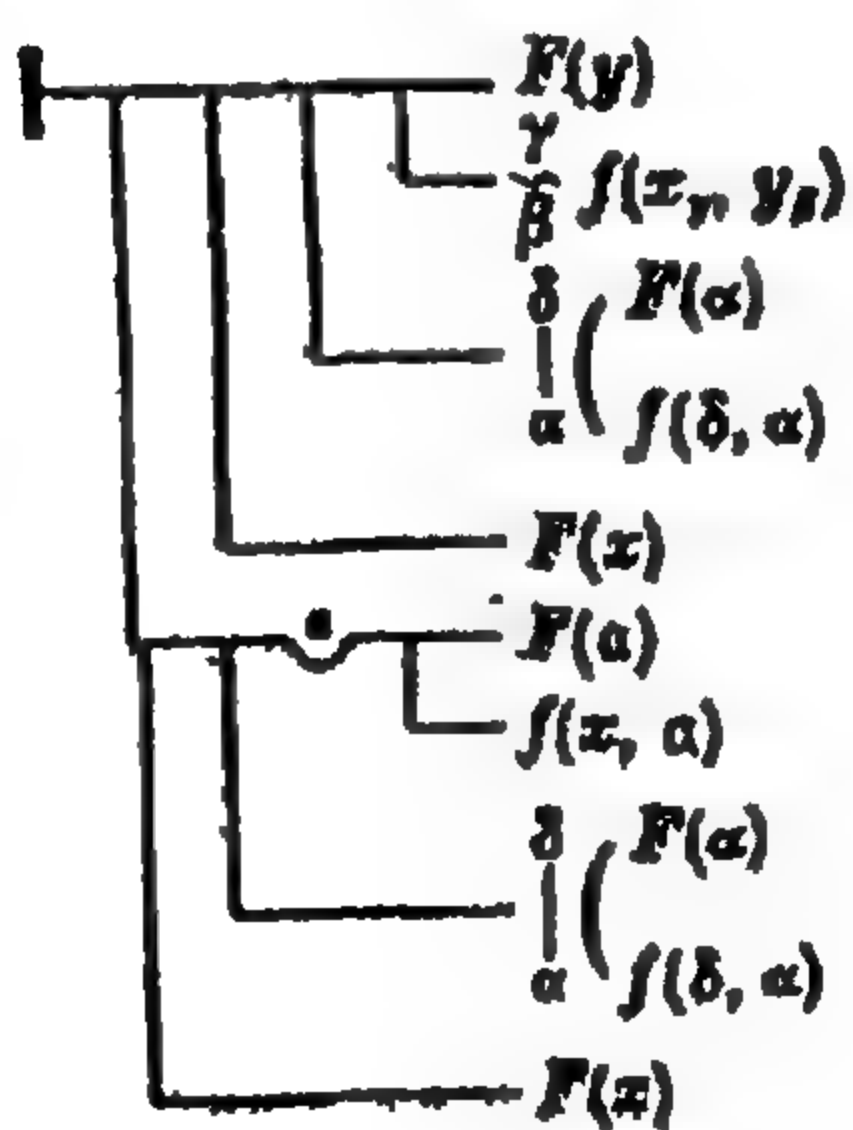 F(y)
γ
β f(x_γ, y_β)
δ F(α)
α f(δ, α)
F(x)
a F(a)
f(x, a)
δ F(α)
α f(δ, α)
F(x)